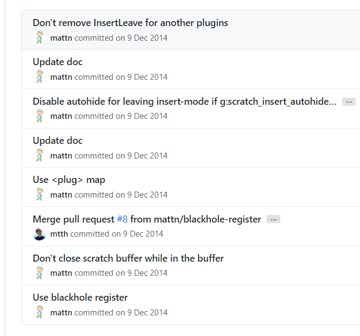 Don't remove InsertLeave for another plugins
mattn committed on 9 Dec 2014
Update doc
mattn committed on 9 Dec 2014
Disable autohide for leaving insert-mode if g:scratch_insert_autohide... ...
mattn committed on 9 Dec 2014
Update doc
mattn committed on 9 Dec 2014
Use <plug> map
mattn committed on 9 Dec 2014
Merge pull request #8 from mattn/blackhole-register ...
mtth committed on 9 Dec 2014
Don't close scratch buffer while in the buffer
mattn committed on 9 Dec 2014
Use blackhole register
mattn committed on 9 Dec 2014